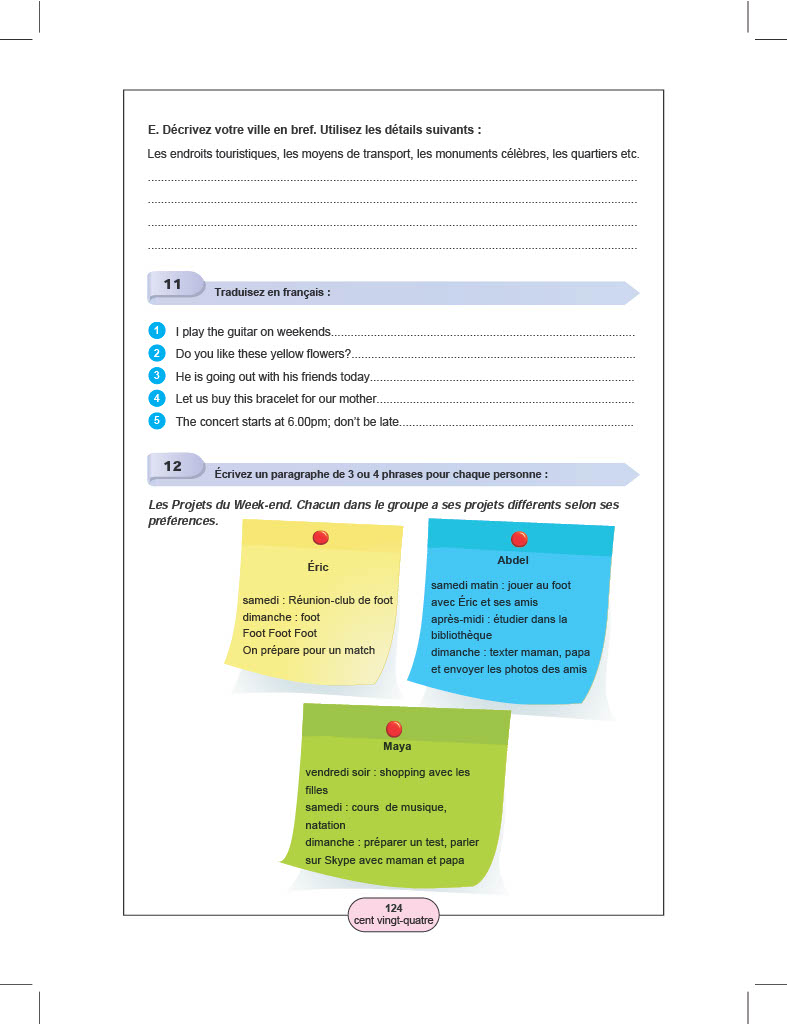 E. Décrivez votre ville en bref. Utilisez les détails suivants :
Les endroits touristiques, les moyens de transport, les monuments célèbres, les quartiers etc.
11
Traduisez en français :
1 I play the guitar on weekends
2 Do you like these yellow flowers?
3 He is going out with his friends today
4 Let us buy this bracelet for our mother
5 The concert starts at 6.00pm; don't be late
12
Écrivez un paragraphe de 3 ou 4 phrases pour chaque personne :
Les Projets du Week-end. Chacun dans le groupe a ses projets différents selon ses
préférences.
Éric
samedi : Réunion-club de foot
dimanche : foot
Foot Foot Foot
On prépare pour un match
Abdel
samedi matin : jouer au foot
avec Éric et ses amis
après-midi : étudier dans la
bibliothèque
dimanche : texter maman, papa
et envoyer les photos des amis
Maya
vendredi soir : shopping avec les
filles
samedi : cours de musique,
natation
dimanche : préparer un test, parler
sur Skype avec maman et papa
124
cent vingt-quatre